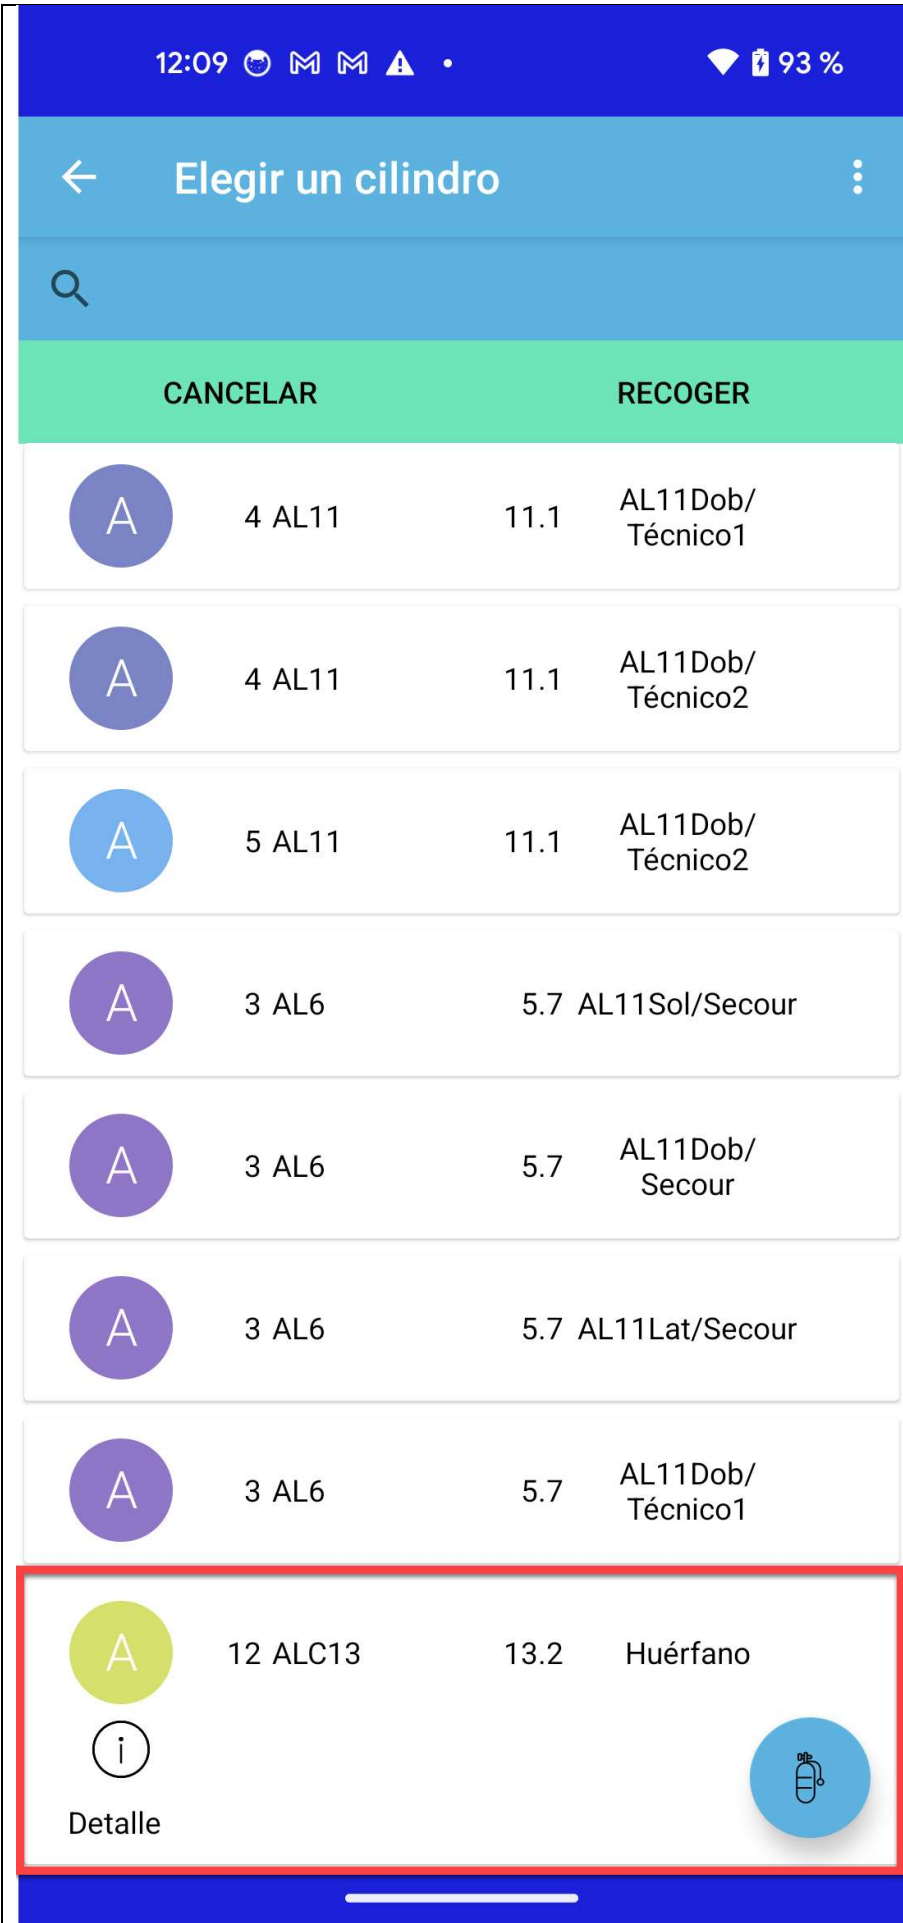 12:09 93 %
Elegir un cilindro
CANCELAR RECOGER
A 4 AL11 11.1 AL11Dob/
Técnico1
A 4 AL11 11.1 AL11Dob/
Técnico2
A 5 AL11 11.1 AL11Dob/
Técnico2
A 3 AL6 5.7 AL11Sol/Secour
A 3 AL6 5.7 AL11Dob/
Secour
A 3 AL6 5.7 AL11Lat/Secour
A 3 AL6 5.7 AL11Dob/
Técnico1
A 12 ALC13 13.2 Huérfano
i
Detalle